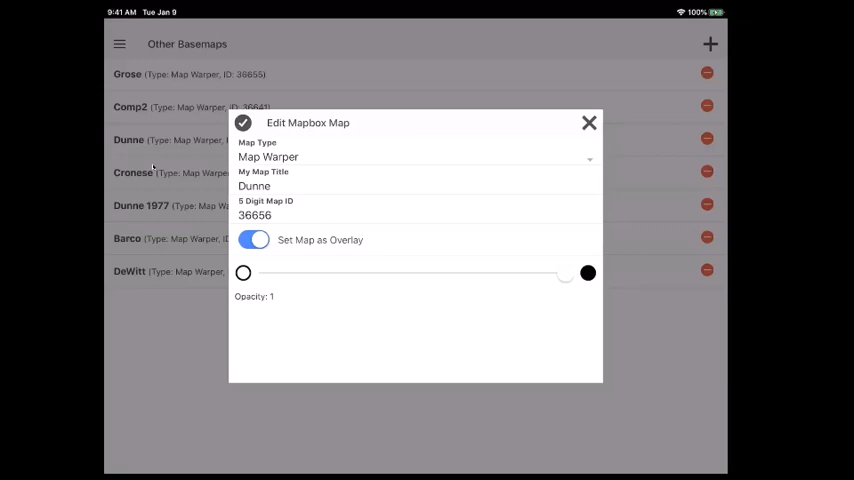 9:41 AM Tue Jan 9
100%
Other Basemaps
Grose (Type: Map Warper, ID: 36655)
Comp2 (Type: Map Warper, ID: 36641)
Dunne (Type: Map Warper,
Cronese (Type: Map Warpe
Dunne 1977 (Type: Map Wa
Barco (Type: Map Warper, ID
DeWitt (Type: Map Warper,
Edit Mapbox Map
Map Type
Map Warper
My Map Title
Dunne
5 Digit Map ID
36656
Set Map as Overlay
Opacity: 1